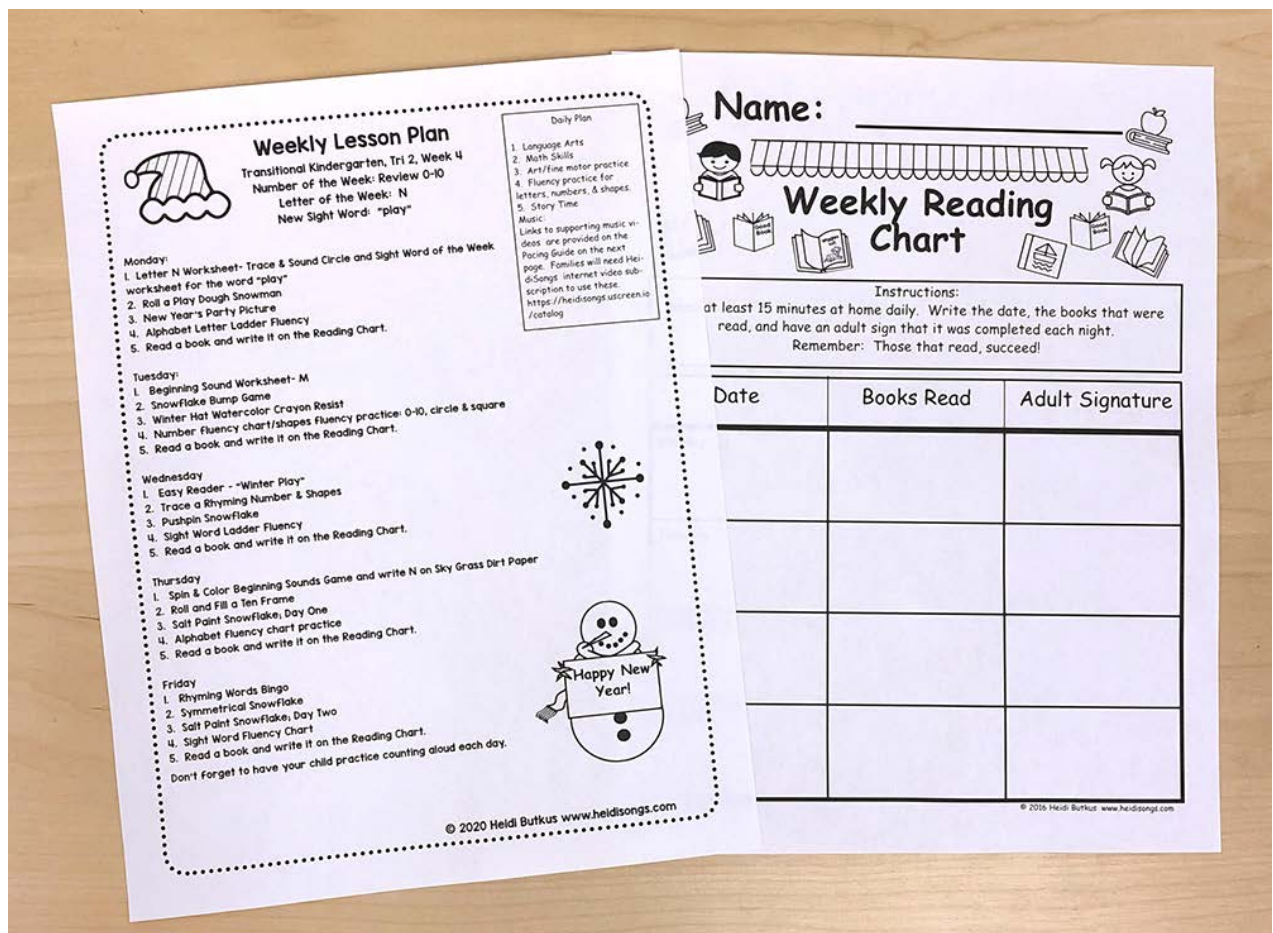 Weekly Lesson Plan
Transitional Kindergarten, Tri 2, Week 4
Number of the Week: Review 0-10
Letter of the Week: N
New Sight Word: "play"
Daily Plan
1. Language Arts
2. Math Skills
3. Art/fine motor practice
4. Fluency practice for
letters, numbers, & shapes.
5. Story Time
Music:
Links to supporting music vi-
deos are provided on the
Pacing Guide on the next
page. Families will need Hei-
diSongs internet video sub-
scription to use these.
https://heidisongs.uscreen.io
/catalog
Monday:
1. Letter N Worksheet- Trace & Sound Circle and Sight Word of the Week
worksheet for the word "play"
2. Roll a Play Dough Snowman
3. New Year's Party Picture
4. Alphabet Letter Ladder Fluency
5. Read a book and write it on the Reading Chart.
Tuesday:
1. Beginning Sound Worksheet- M
2. Snowflake Bump Game
3. Winter Hat Watercolor Crayon Resist
4. Number fluency chart/shapes fluency practice: 0-10, circle & square
5. Read a book and write it on the Reading Chart.
Wednesday
1. Easy Reader - "Winter Play"
2. Trace a Rhyming Number & Shapes
3. Pushpin Snowflake
4. Sight Word Ladder Fluency
5. Read a book and write it on the Reading Chart.
Thursday
1. Spin & Color Beginning Sounds Game and write N on Sky Grass Dirt Paper
2. Roll and Fill a Ten Frame
3. Salt Paint Snowflake; Day One
4. Alphabet fluency chart practice
5. Read a book and write it on the Reading Chart.
Friday
1. Rhyming Words Bingo
2. Symmetrical Snowflake
3. Salt Paint Snowflake; Day Two
4. Sight Word Fluency Chart
5. Read a book and write it on the Reading Chart.
Don't forget to have your child practice counting aloud each day.
Happy New
Year!
© 2020 Heidi Butkus www.heidisongs.com
Name:
Weekly Reading
Chart
Good
Book
Good
Book
Instructions:
at least 15 minutes at home daily. Write the date, the books that were
read, and have an adult sign that it was completed each night.
Remember: Those that read, succeed!
Date
Books Read
Adult Signature
© 2016 Heidi Butkus www.heidisongs.com